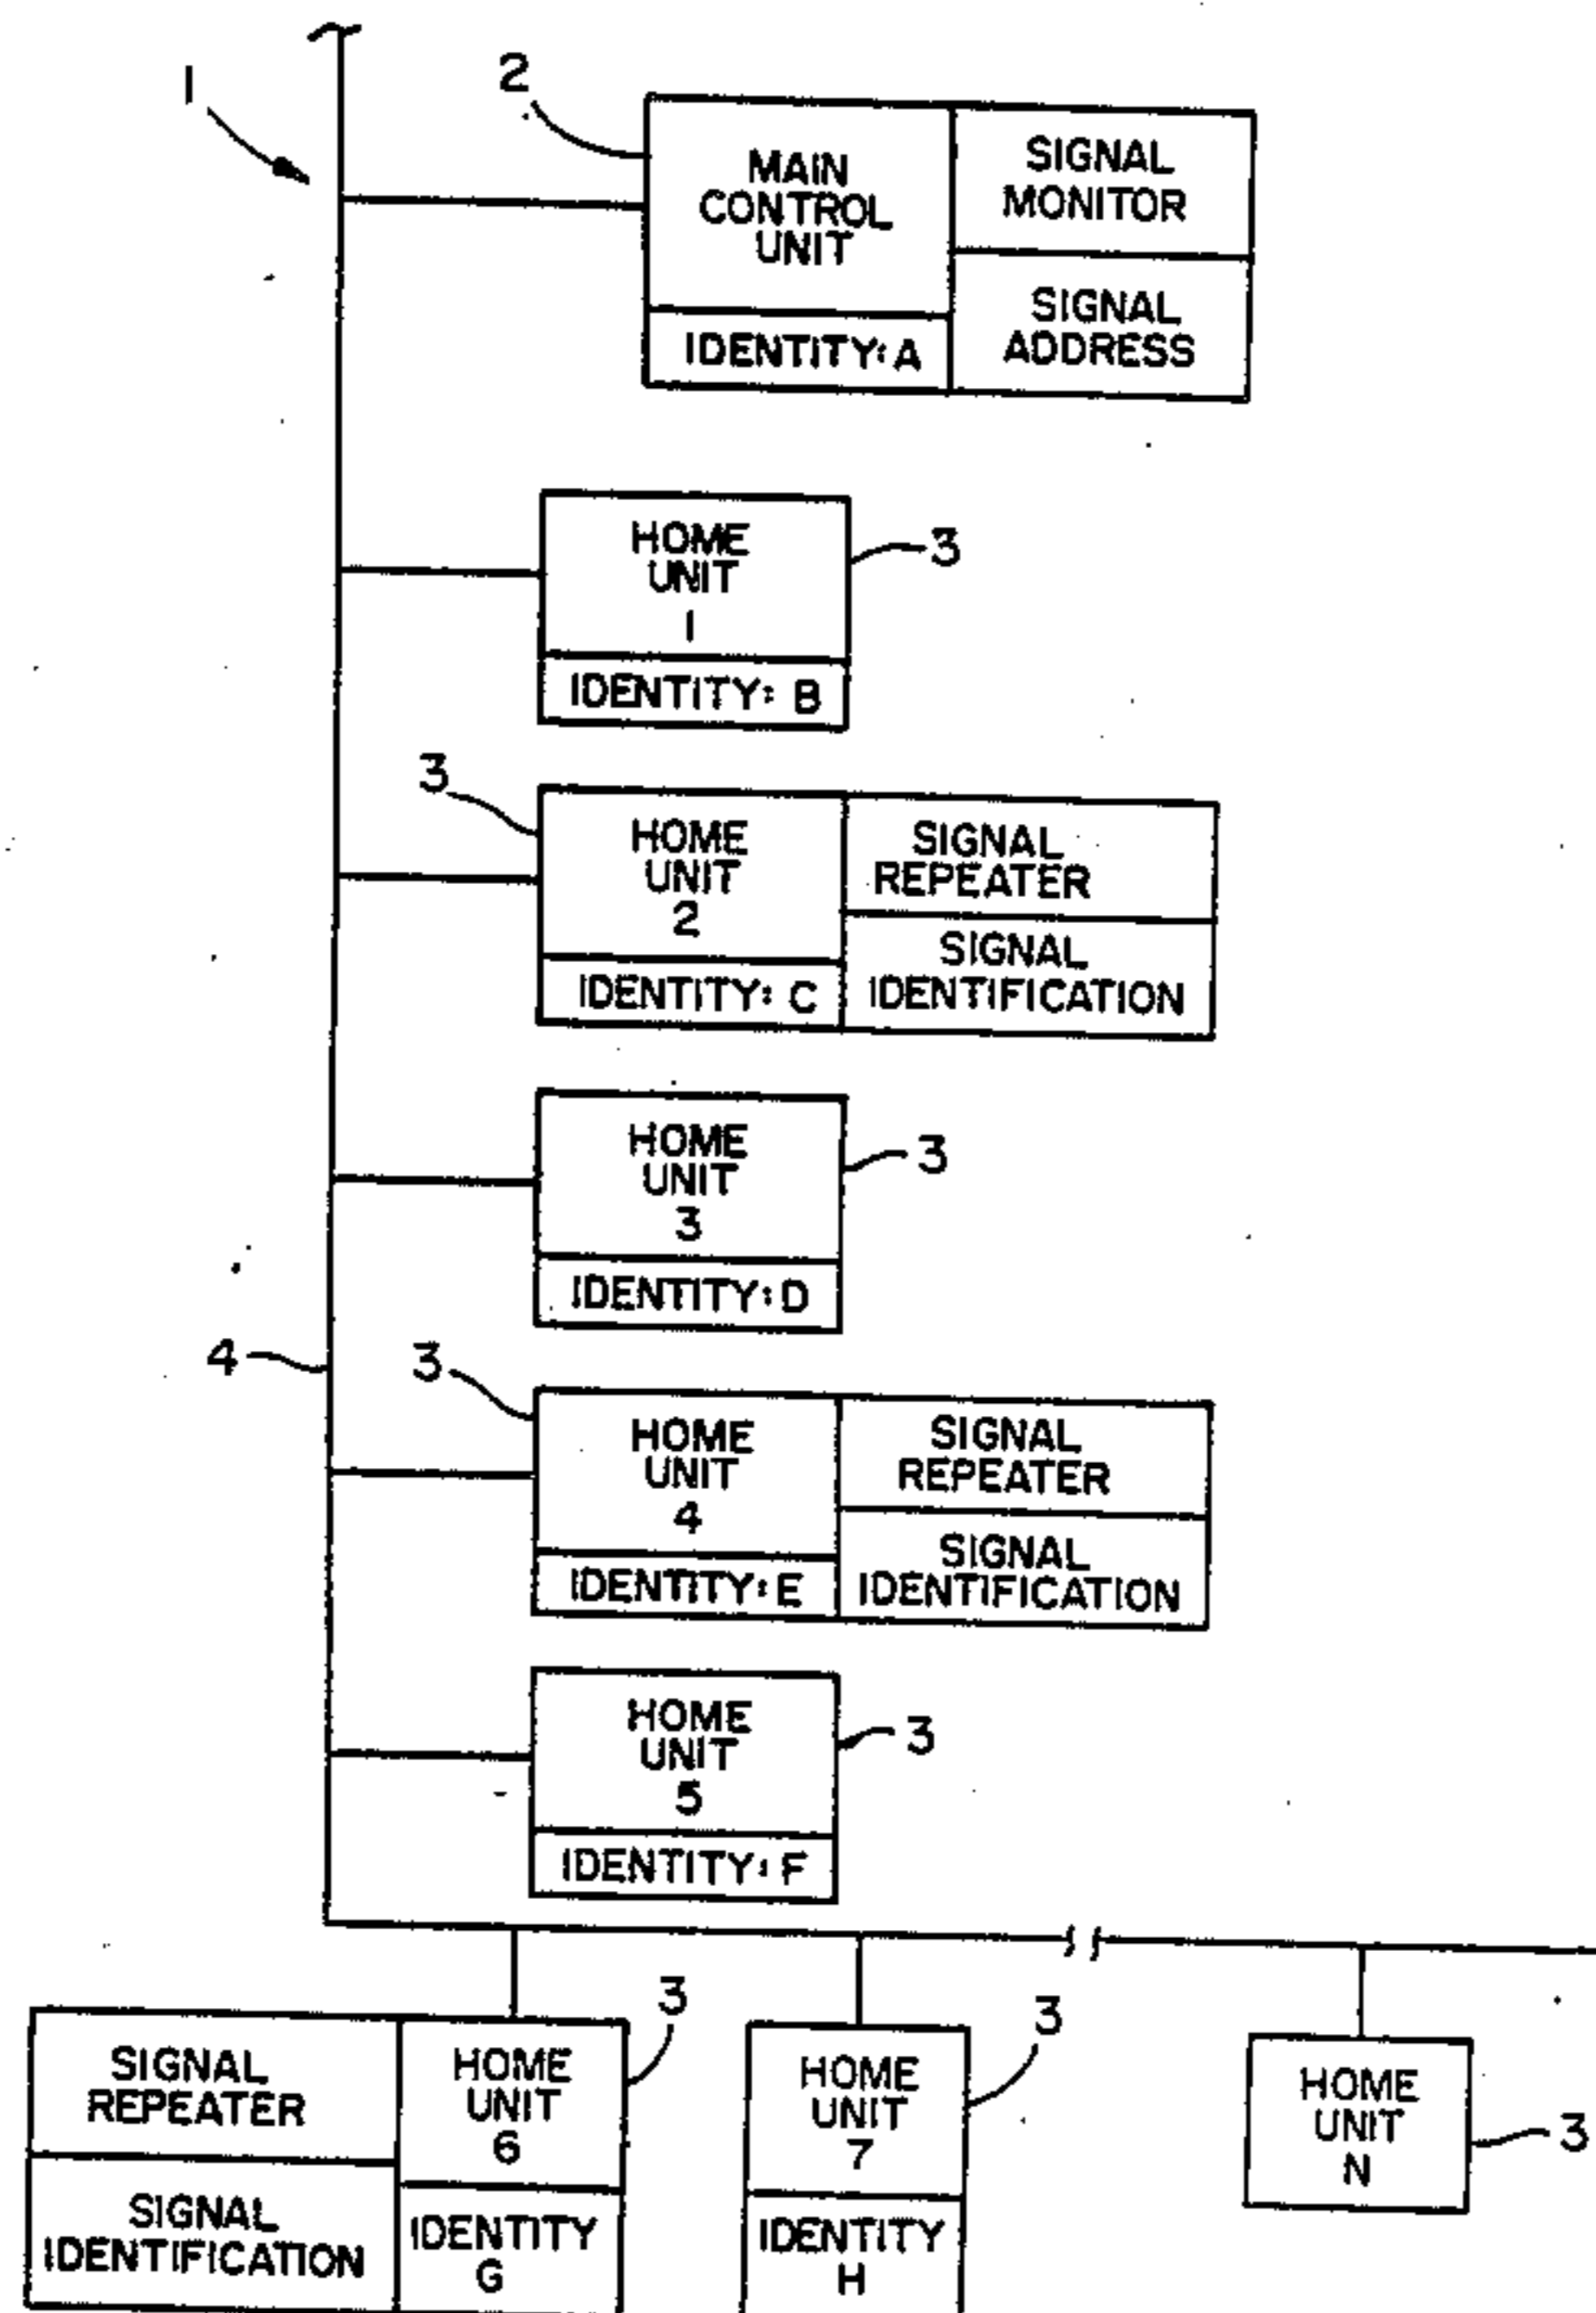 1
2
MAIN
CONTROL
UNIT
IDENTITY: A
SIGNAL
MONITOR
SIGNAL
ADDRESS
HOME
UNIT
1
IDENTITY: B
3
3
HOME
UNIT
2
IDENTITY: C
SIGNAL
REPEATER
SIGNAL
IDENTIFICATION
HOME
UNIT
3
IDENTITY: D
3
4
3
HOME
UNIT
4
IDENTITY: E
SIGNAL
REPEATER
SIGNAL
IDENTIFICATION
HOME
UNIT
5
IDENTITY: F
3
SIGNAL
REPEATER
SIGNAL
IDENTIFICATION
HOME
UNIT
6
IDENTITY
G
3
HOME
UNIT
7
IDENTITY
H
3
HOME
UNIT
N
3